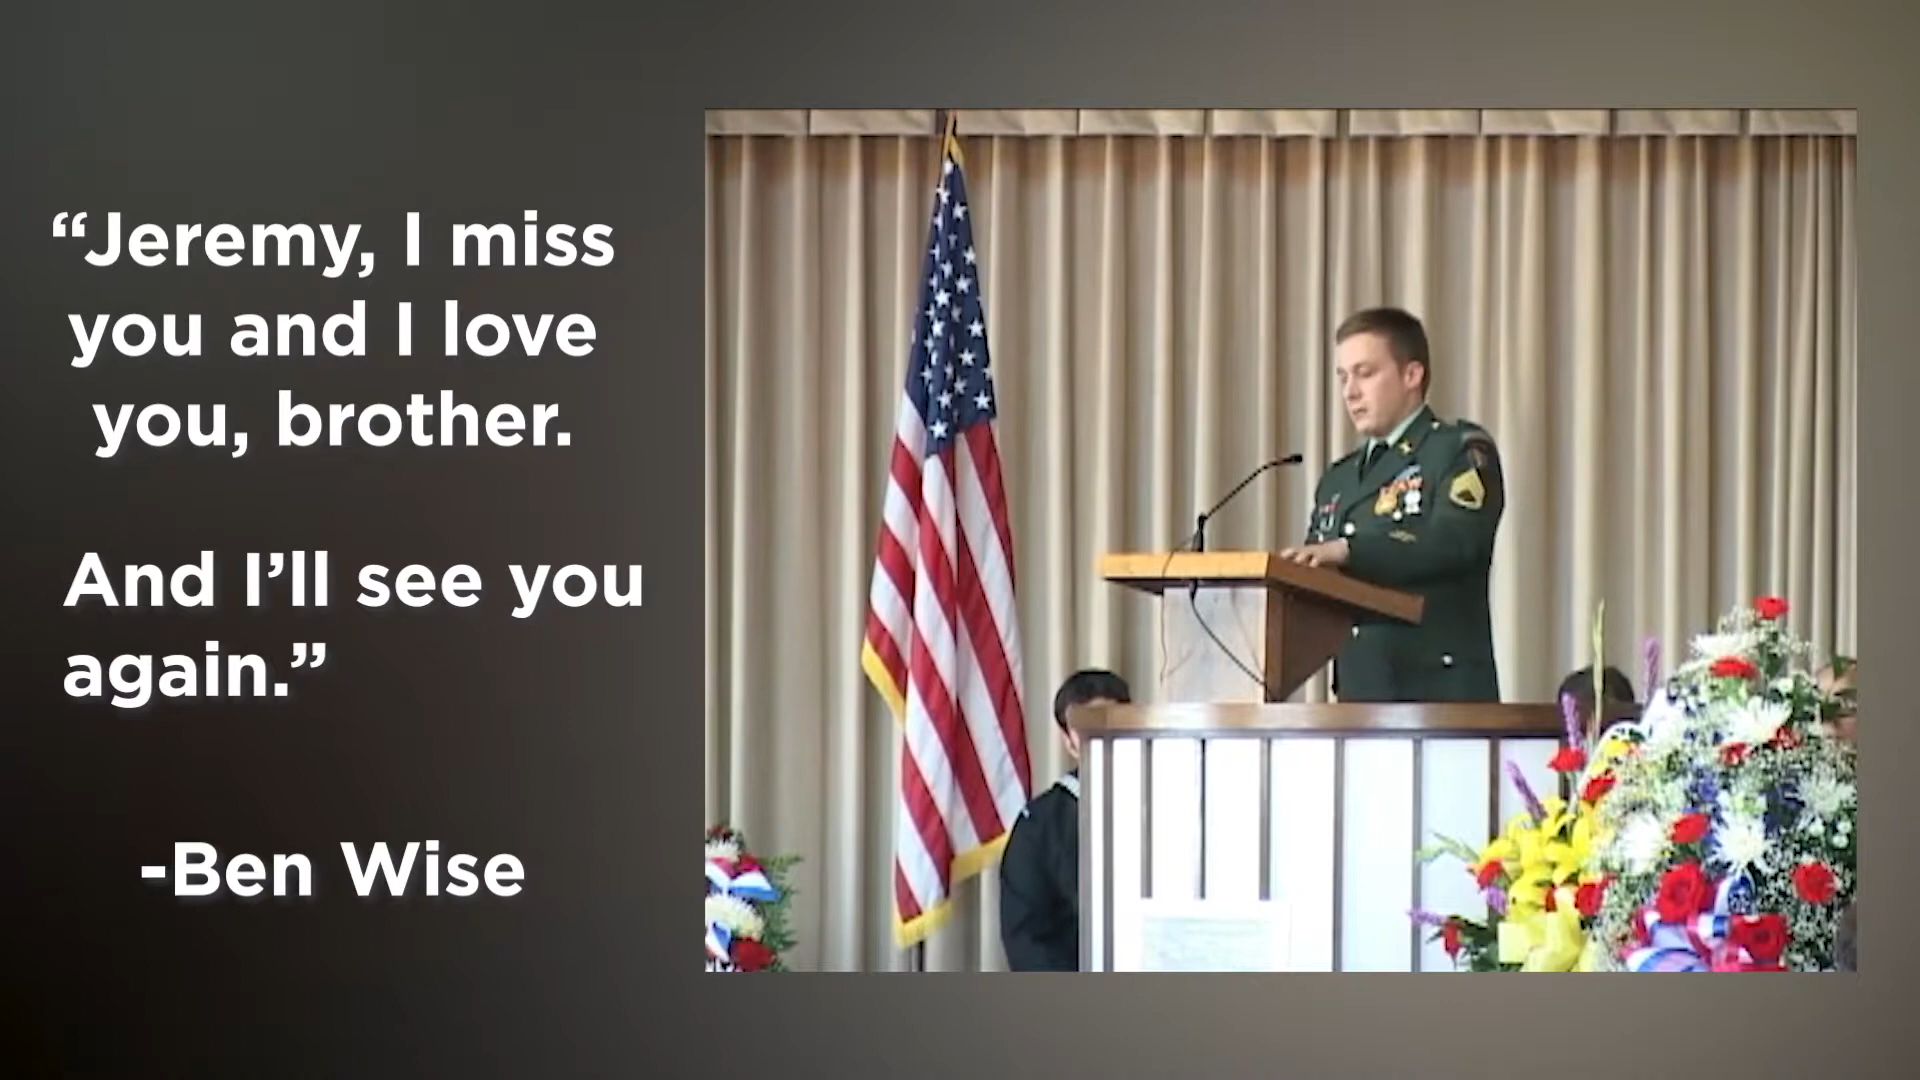 “Jeremy, I miss
you and I love
you, brother.
And I’ll see you
again.”
-Ben Wise